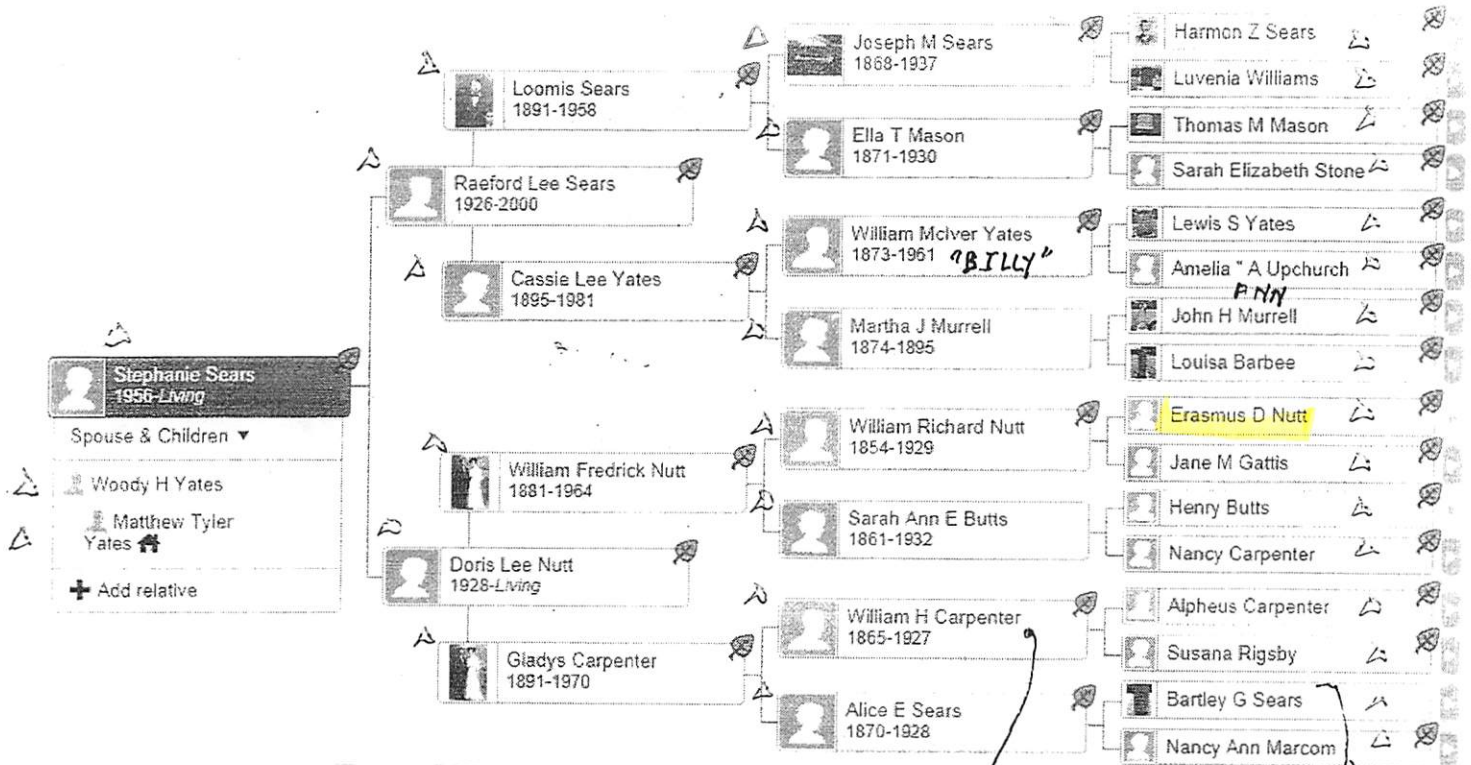 Joseph M Sears
1868-1937
Harmon Z Sears
Luvenia Williams
Loomis Sears
1891-1958
Ella T Mason
1871-1930
Thomas M Mason
Sarah Elizabeth Stone
Raeford Lee Sears
1926-2000
William McIver Yates
1873-1961 "BILLY"
Lewis S Yates
Amelia " A Upchurch
ANN
Cassie Lee Yates
1895-1981
Martha J Murrell
1874-1895
John H Murrell
Louisa Barbee
Stephanie Sears
1956-Living
Spouse & Children ▼
Woody H Yates
Matthew Tyler
Yates
+ Add relative
William Richard Nutt
1854-1929
Erasmus D Nutt
Jane M Gattis
William Fredrick Nutt
1881-1964
Sarah Ann E Butts
1861-1932
Henry Butts
Nancy Carpenter
Doris Lee Nutt
1928-Living
William H Carpenter
1865-1927
Alpheus Carpenter
Susana Rigsby
Gladys Carpenter
1891-1970
Alice E Sears
1870-1928
Bartley G Sears
Nancy Ann Marcom